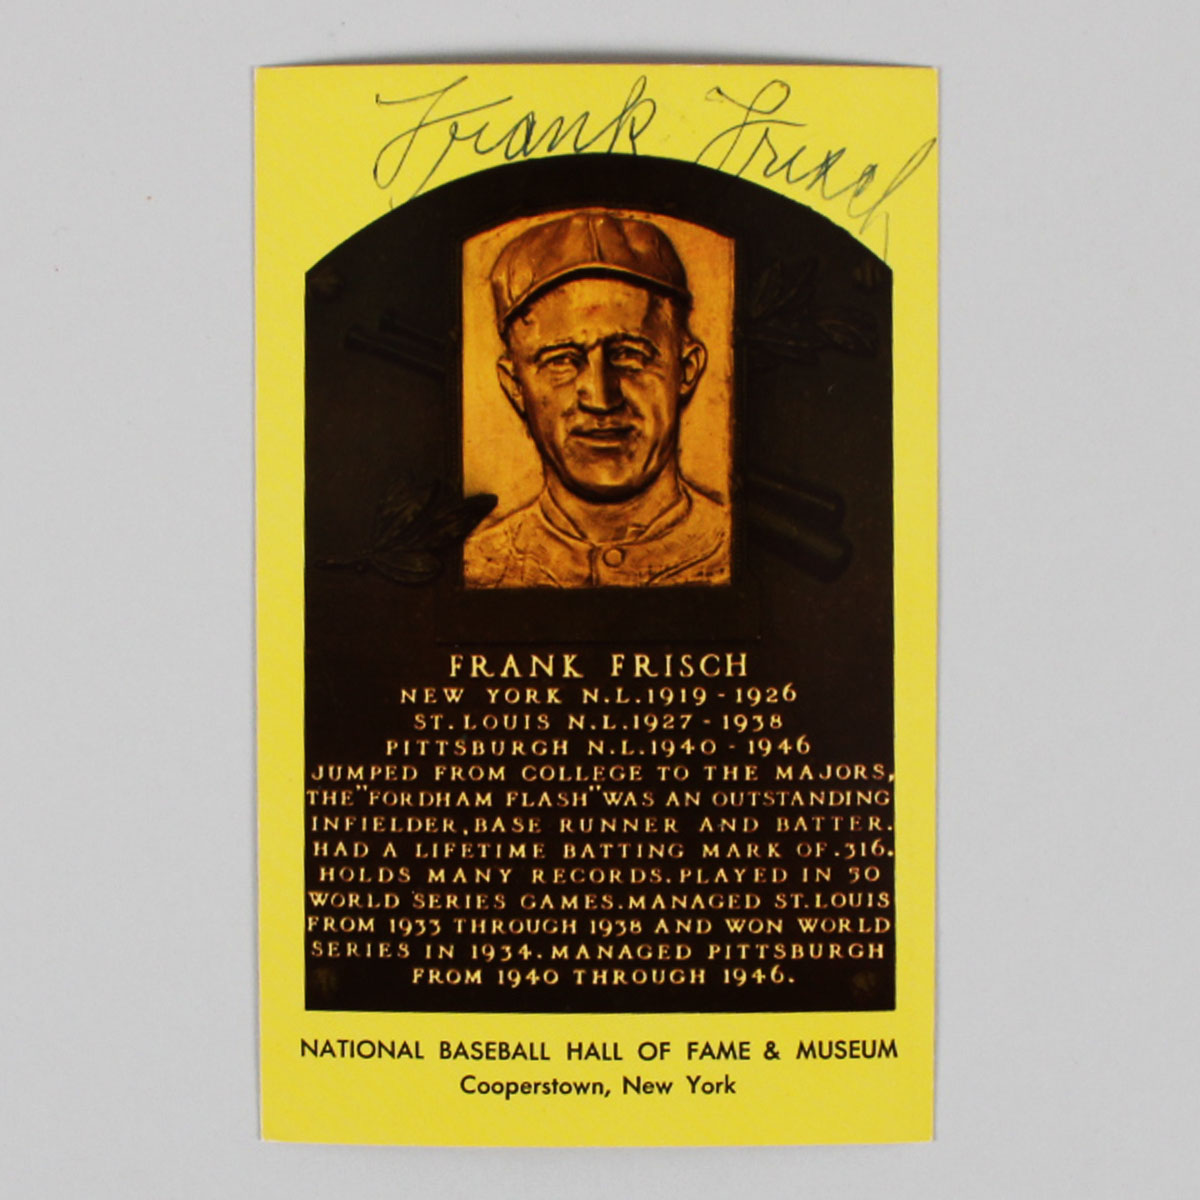 Frank Frisch
FRANK FRISCH
NEW YORK N.L.1919 - 1926
ST. LOUIS N.L.1927 - 1938
PITTSBURGH N.L.1940 - 1946
JUMPED FROM COLLEGE TO THE MAJORS,
THE "FORDHAM FLASH" WAS AN OUTSTANDING
INFIELDER, BASE RUNNER AND BATTER.
HAD A LIFETIME BATTING MARK OF .316.
HOLDS MANY RECORDS. PLAYED IN 50
WORLD SERIES GAMES. MANAGED ST. LOUIS
FROM 1933 THROUGH 1938 AND WON WORLD
SERIES IN 1934. MANAGED PITTSBURGH
FROM 1940 THROUGH 1946.
NATIONAL BASEBALL HALL OF FAME & MUSEUM
Cooperstown, New York